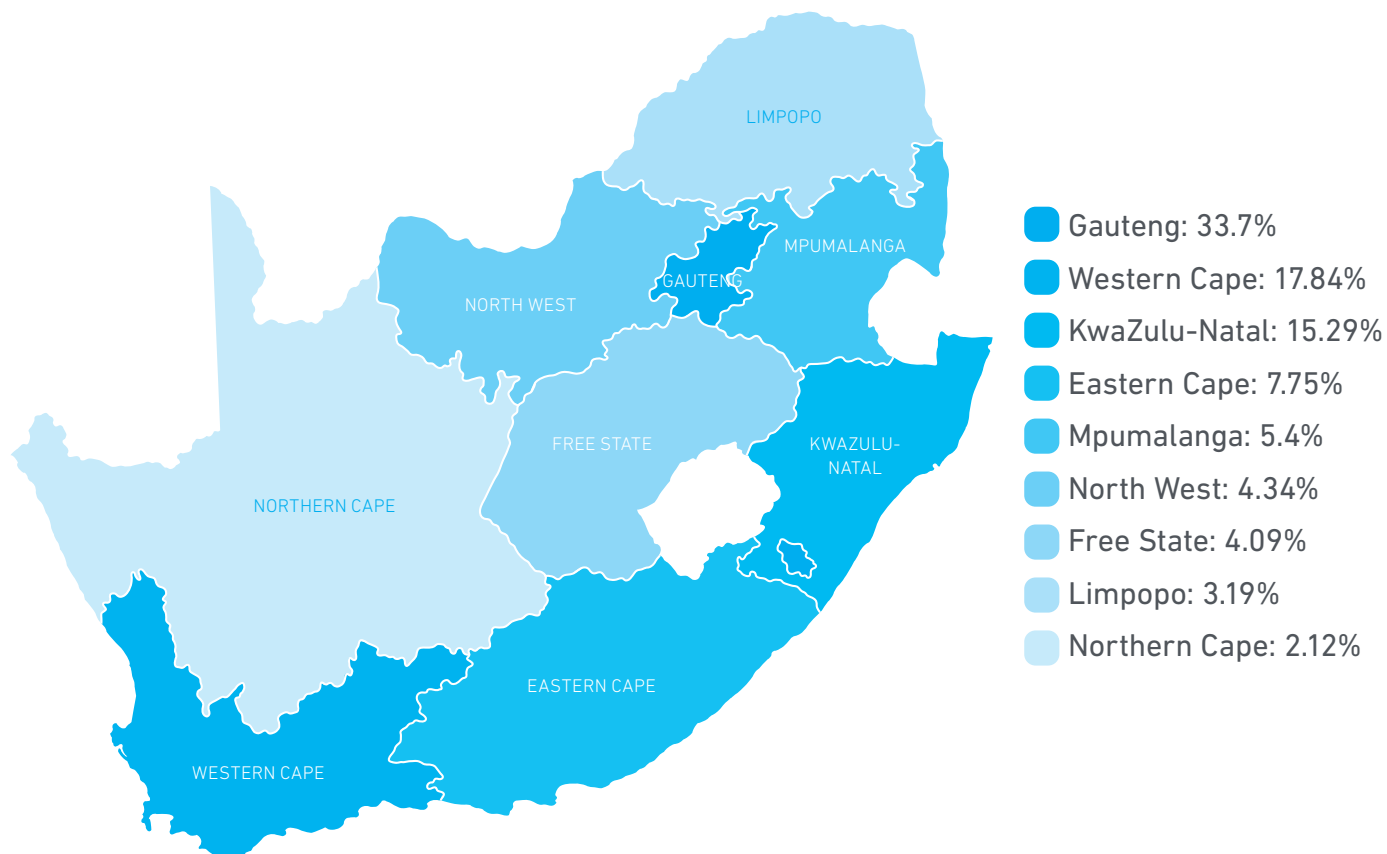 LIMPOPO
MPUMALANGA
GAUTENG
NORTH WEST
FREE STATE
KWAZULU-
NATAL
NORTHERN CAPE
EASTERN CAPE
WESTERN CAPE
Gauteng: 33.7%
Western Cape: 17.84%
KwaZulu-Natal: 15.29%
Eastern Cape: 7.75%
Mpumalanga: 5.4%
North West: 4.34%
Free State: 4.09%
Limpopo: 3.19%
Northern Cape: 2.12%